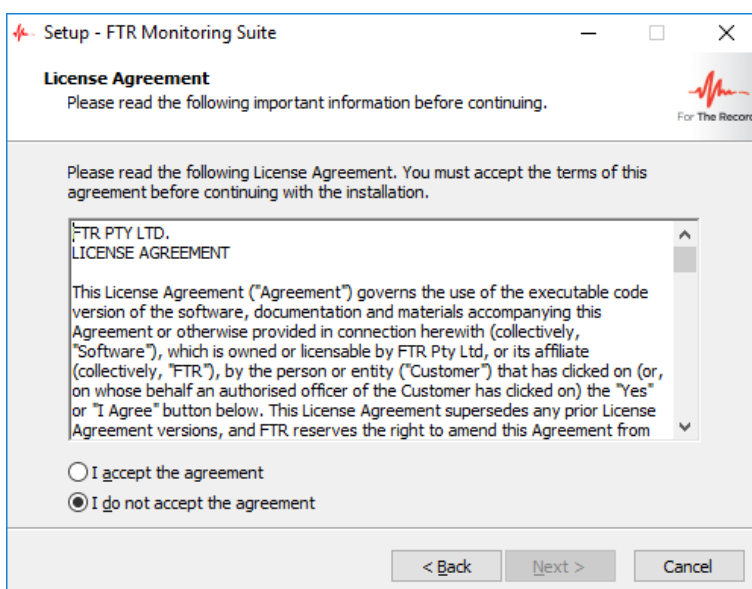 Setup - FTR Monitoring Suite
License Agreement
Please read the following important information before continuing.
For The Record
Please read the following License Agreement. You must accept the terms of this
agreement before continuing with the installation.
FTR PTY LTD.
LICENSE AGREEMENT
This License Agreement ("Agreement") governs the use of the executable code
version of the software, documentation and materials accompanying this
Agreement or otherwise provided in connection herewith (collectively,
"Software"), which is owned or licensable by FTR Pty Ltd, or its affiliate
(collectively, "FTR"), by the person or entity ("Customer") that has clicked on (or,
on whose behalf an authorised officer of the Customer has clicked on) the "Yes"
or "I Agree" button below. This License Agreement supersedes any prior License
Agreement versions, and FTR reserves the right to amend this Agreement from
I accept the agreement
I do not accept the agreement
< Back
Next >
Cancel